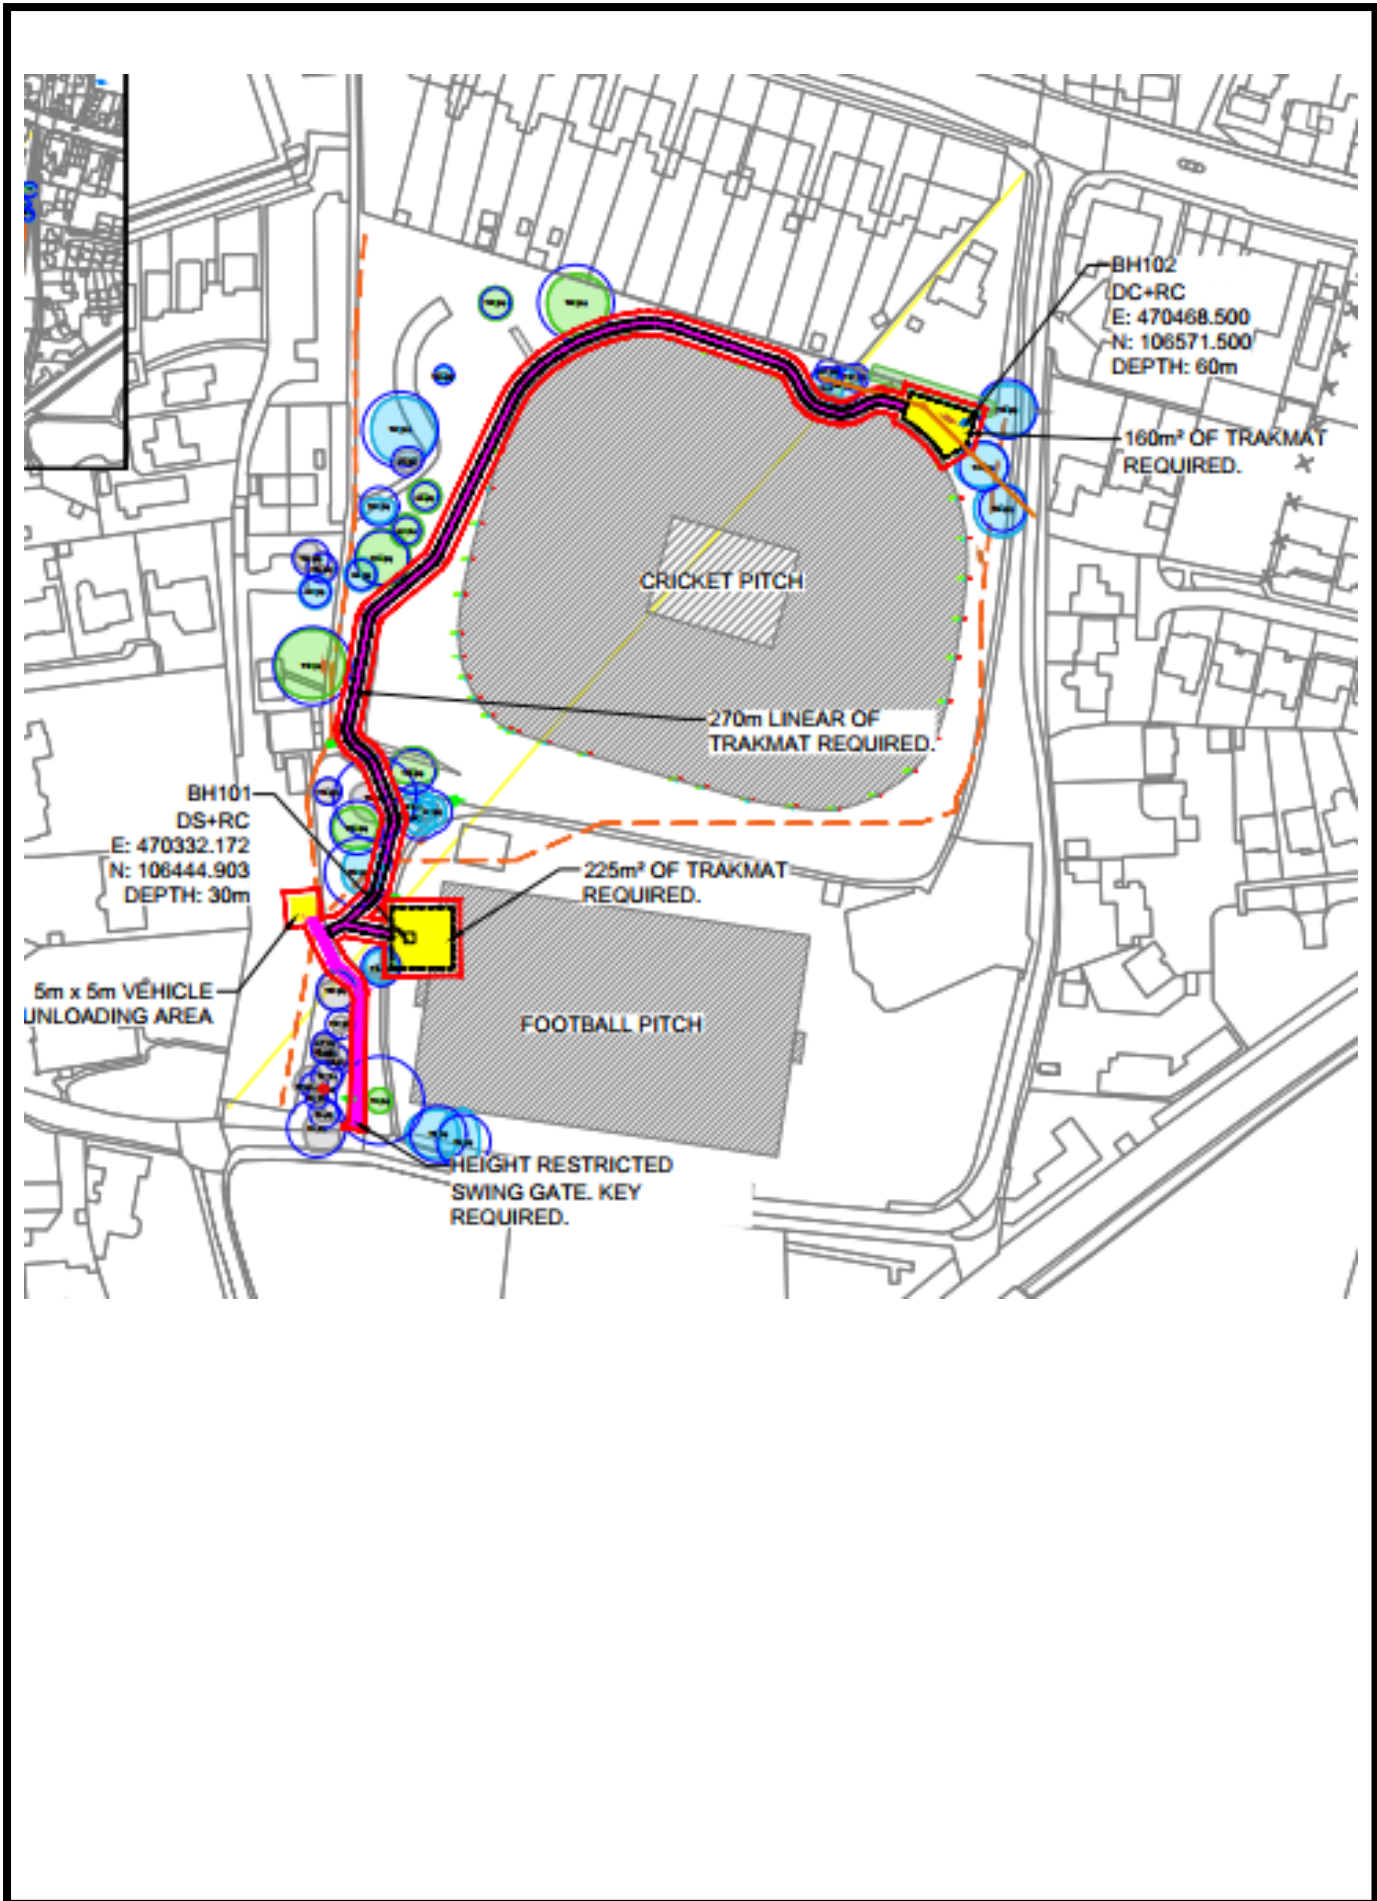 BH102
DC+RC
E: 470468.500
N: 106571.500
DEPTH: 60m
160m² OF TRAKMAT
REQUIRED.
CRICKET PITCH
270m LINEAR OF
TRAKMAT REQUIRED.
BH101
DS+RC
E: 470332.172
N: 106444.903
DEPTH: 30m
225m² OF TRAKMAT
REQUIRED.
5m x 5m VEHICLE
UNLOADING AREA
FOOTBALL PITCH
HEIGHT RESTRICTED
SWING GATE. KEY
REQUIRED.